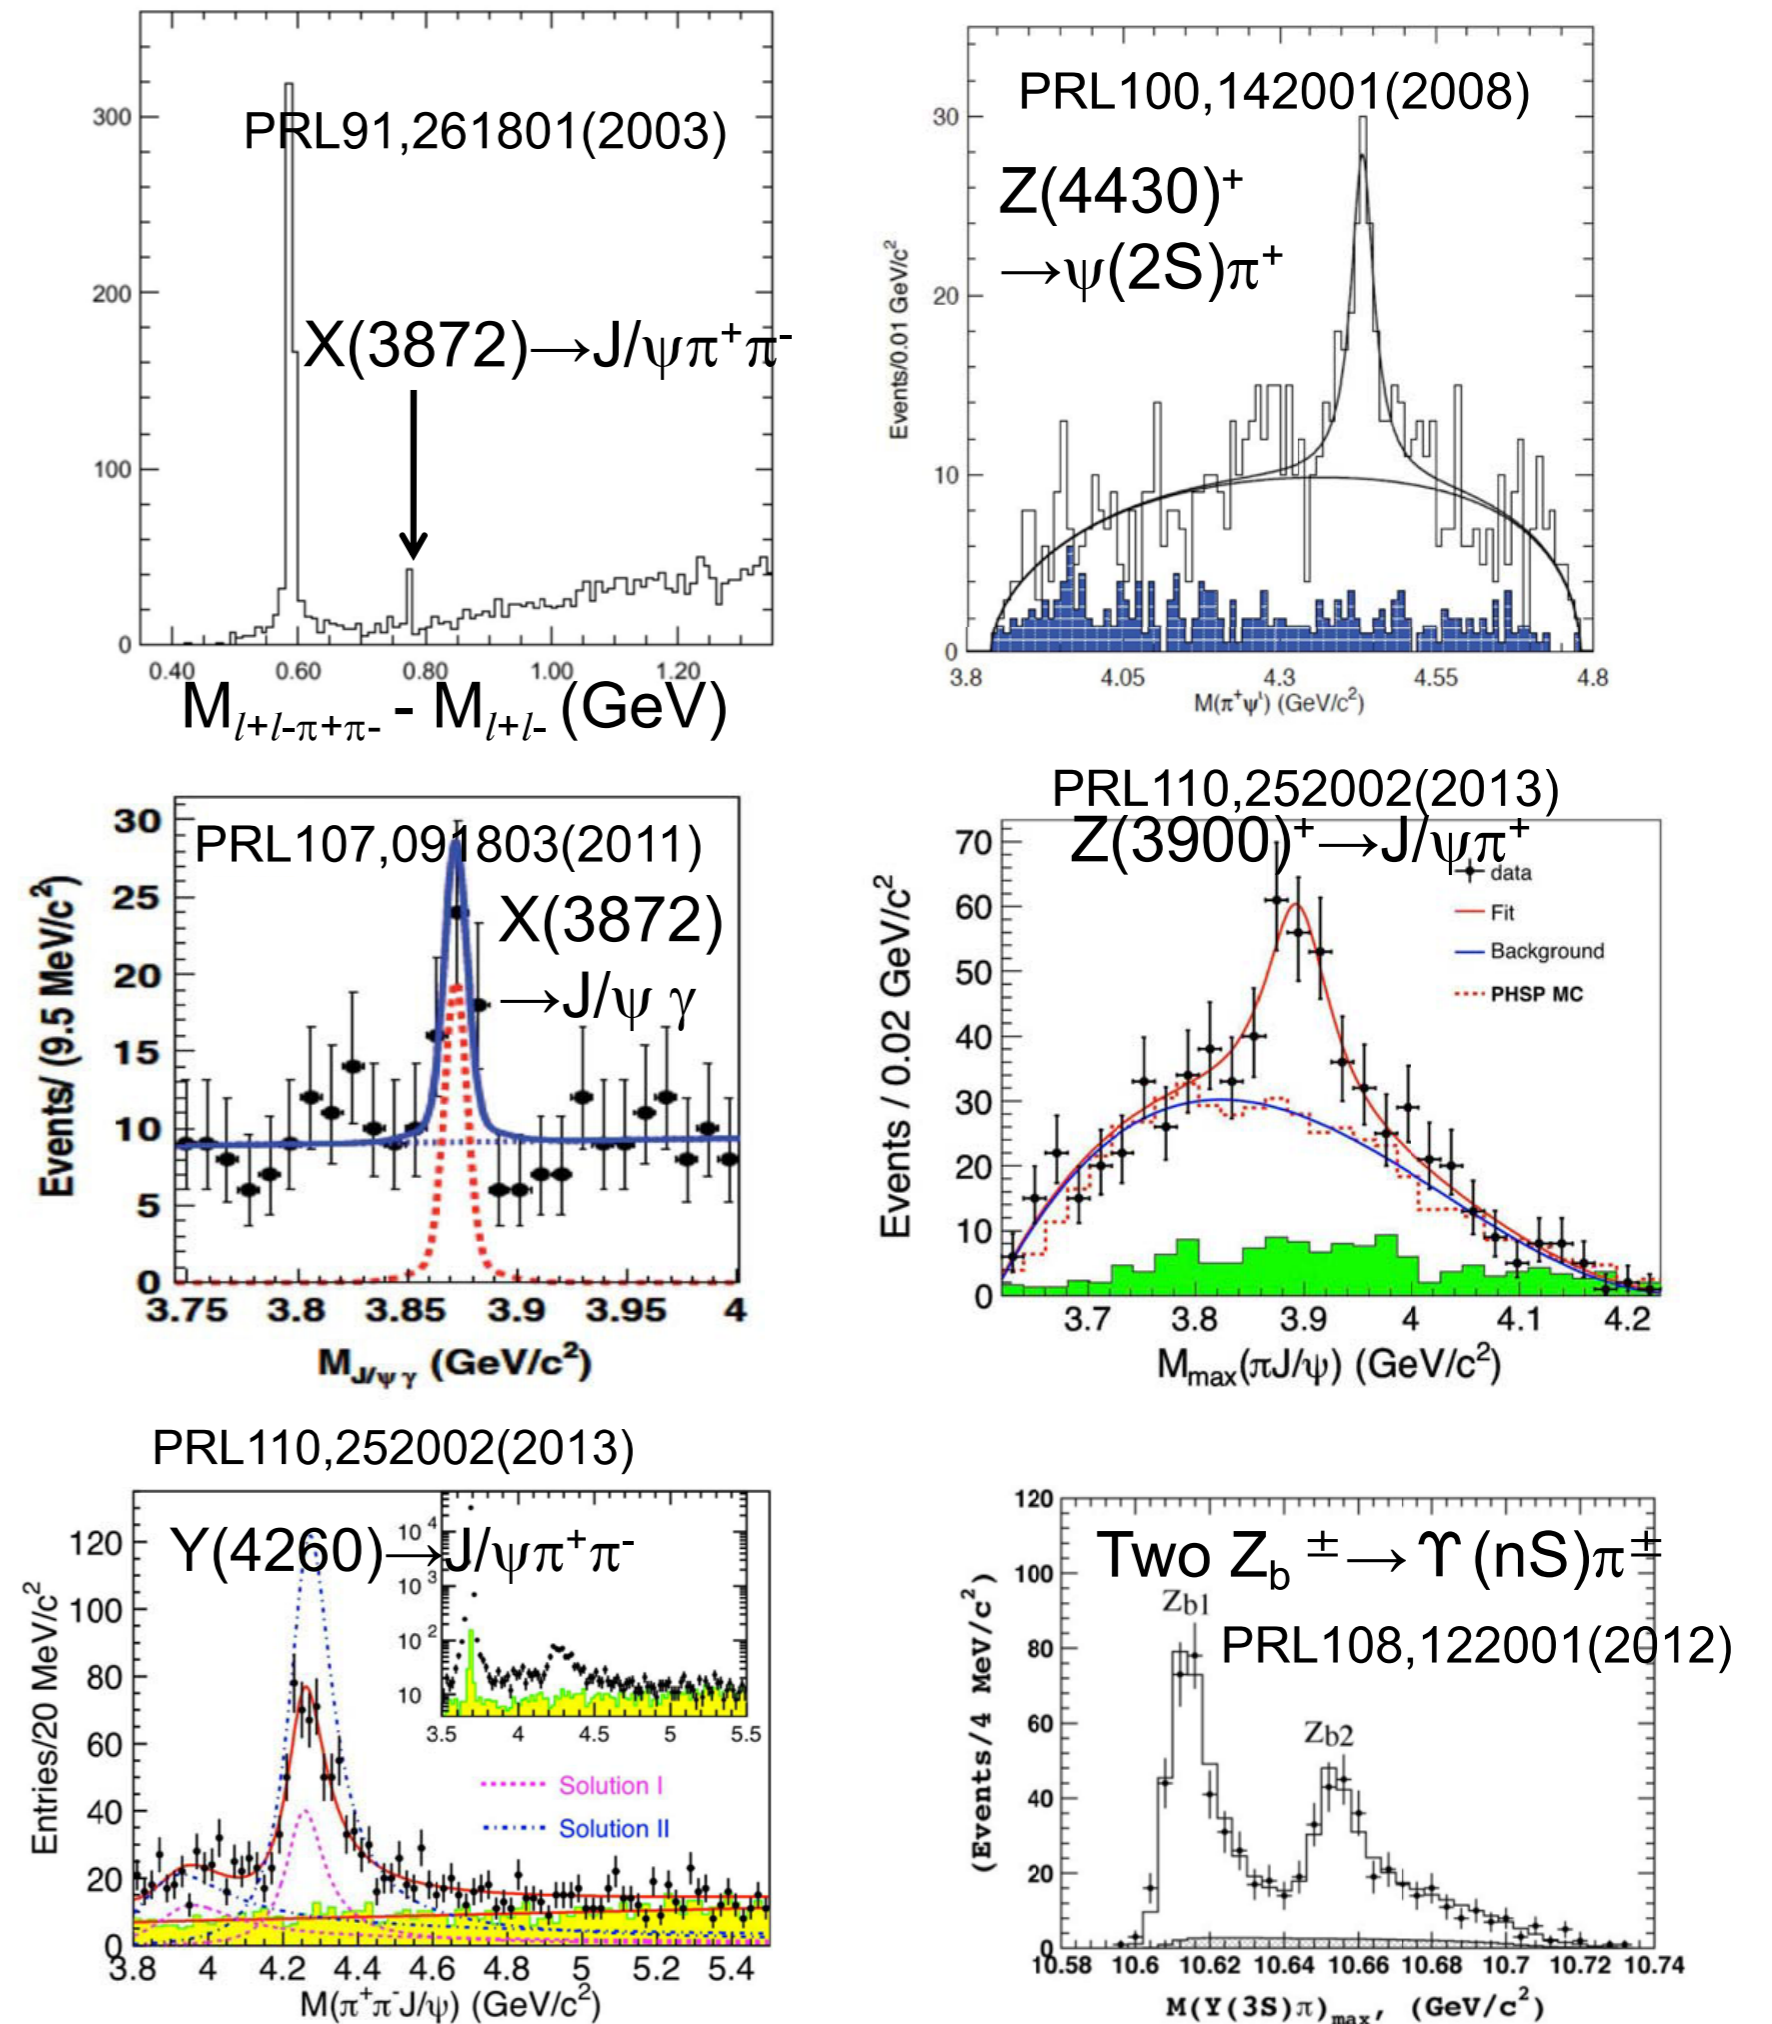 PRL91,261801(2003)
X(3872)→J/ψπ⁺π⁻
300
200
100
0
0.40 0.60 0.80 1.00 1.20
M_{l+l-π+π-} - M_{l+l-} (GeV)
PRL100,142001(2008)
Z(4430)⁺
→ψ(2S)π⁺
Events/0.01 GeV/c²
30
20
10
0
3.8 4.05 4.3 4.55 4.8
M(π⁺ψ') (GeV/c²)
PRL107,091803(2011)
X(3872)
→J/ψ γ
Events/ (9.5 MeV/c²)
30
25
20
15
10
5
0
3.75 3.8 3.85 3.9 3.95 4
M_{J/ψ γ} (GeV/c²)
PRL110,252002(2013)
Z(3900)⁺→J/ψπ⁺
data
Fit
Background
PHSP MC
Events / 0.02 GeV/c²
70
60
50
40
30
20
10
0
3.7 3.8 3.9 4 4.1 4.2
M_{max}(πJ/ψ) (GeV/c²)
PRL110,252002(2013)
Y(4260)→J/ψπ⁺π⁻
Entries/20 MeV/c²
120
100
80
60
40
20
0
3.8 4 4.2 4.4 4.6 4.8 5 5.2 5.4
M(π⁺π⁻J/ψ) (GeV/c²)
10⁴
10³
10²
10
3.5 4 4.5 5 5.5
Solution I
Solution II
Two Z_b^±→ϒ(nS)π^±
PRL108,122001(2012)
Zb1
Zb2
(Events/4 MeV/c²)
120
100
80
60
40
20
0
10.58 10.6 10.62 10.64 10.66 10.68 10.7 10.72 10.74
M(Y(3S)π)_{max}, (GeV/c²)